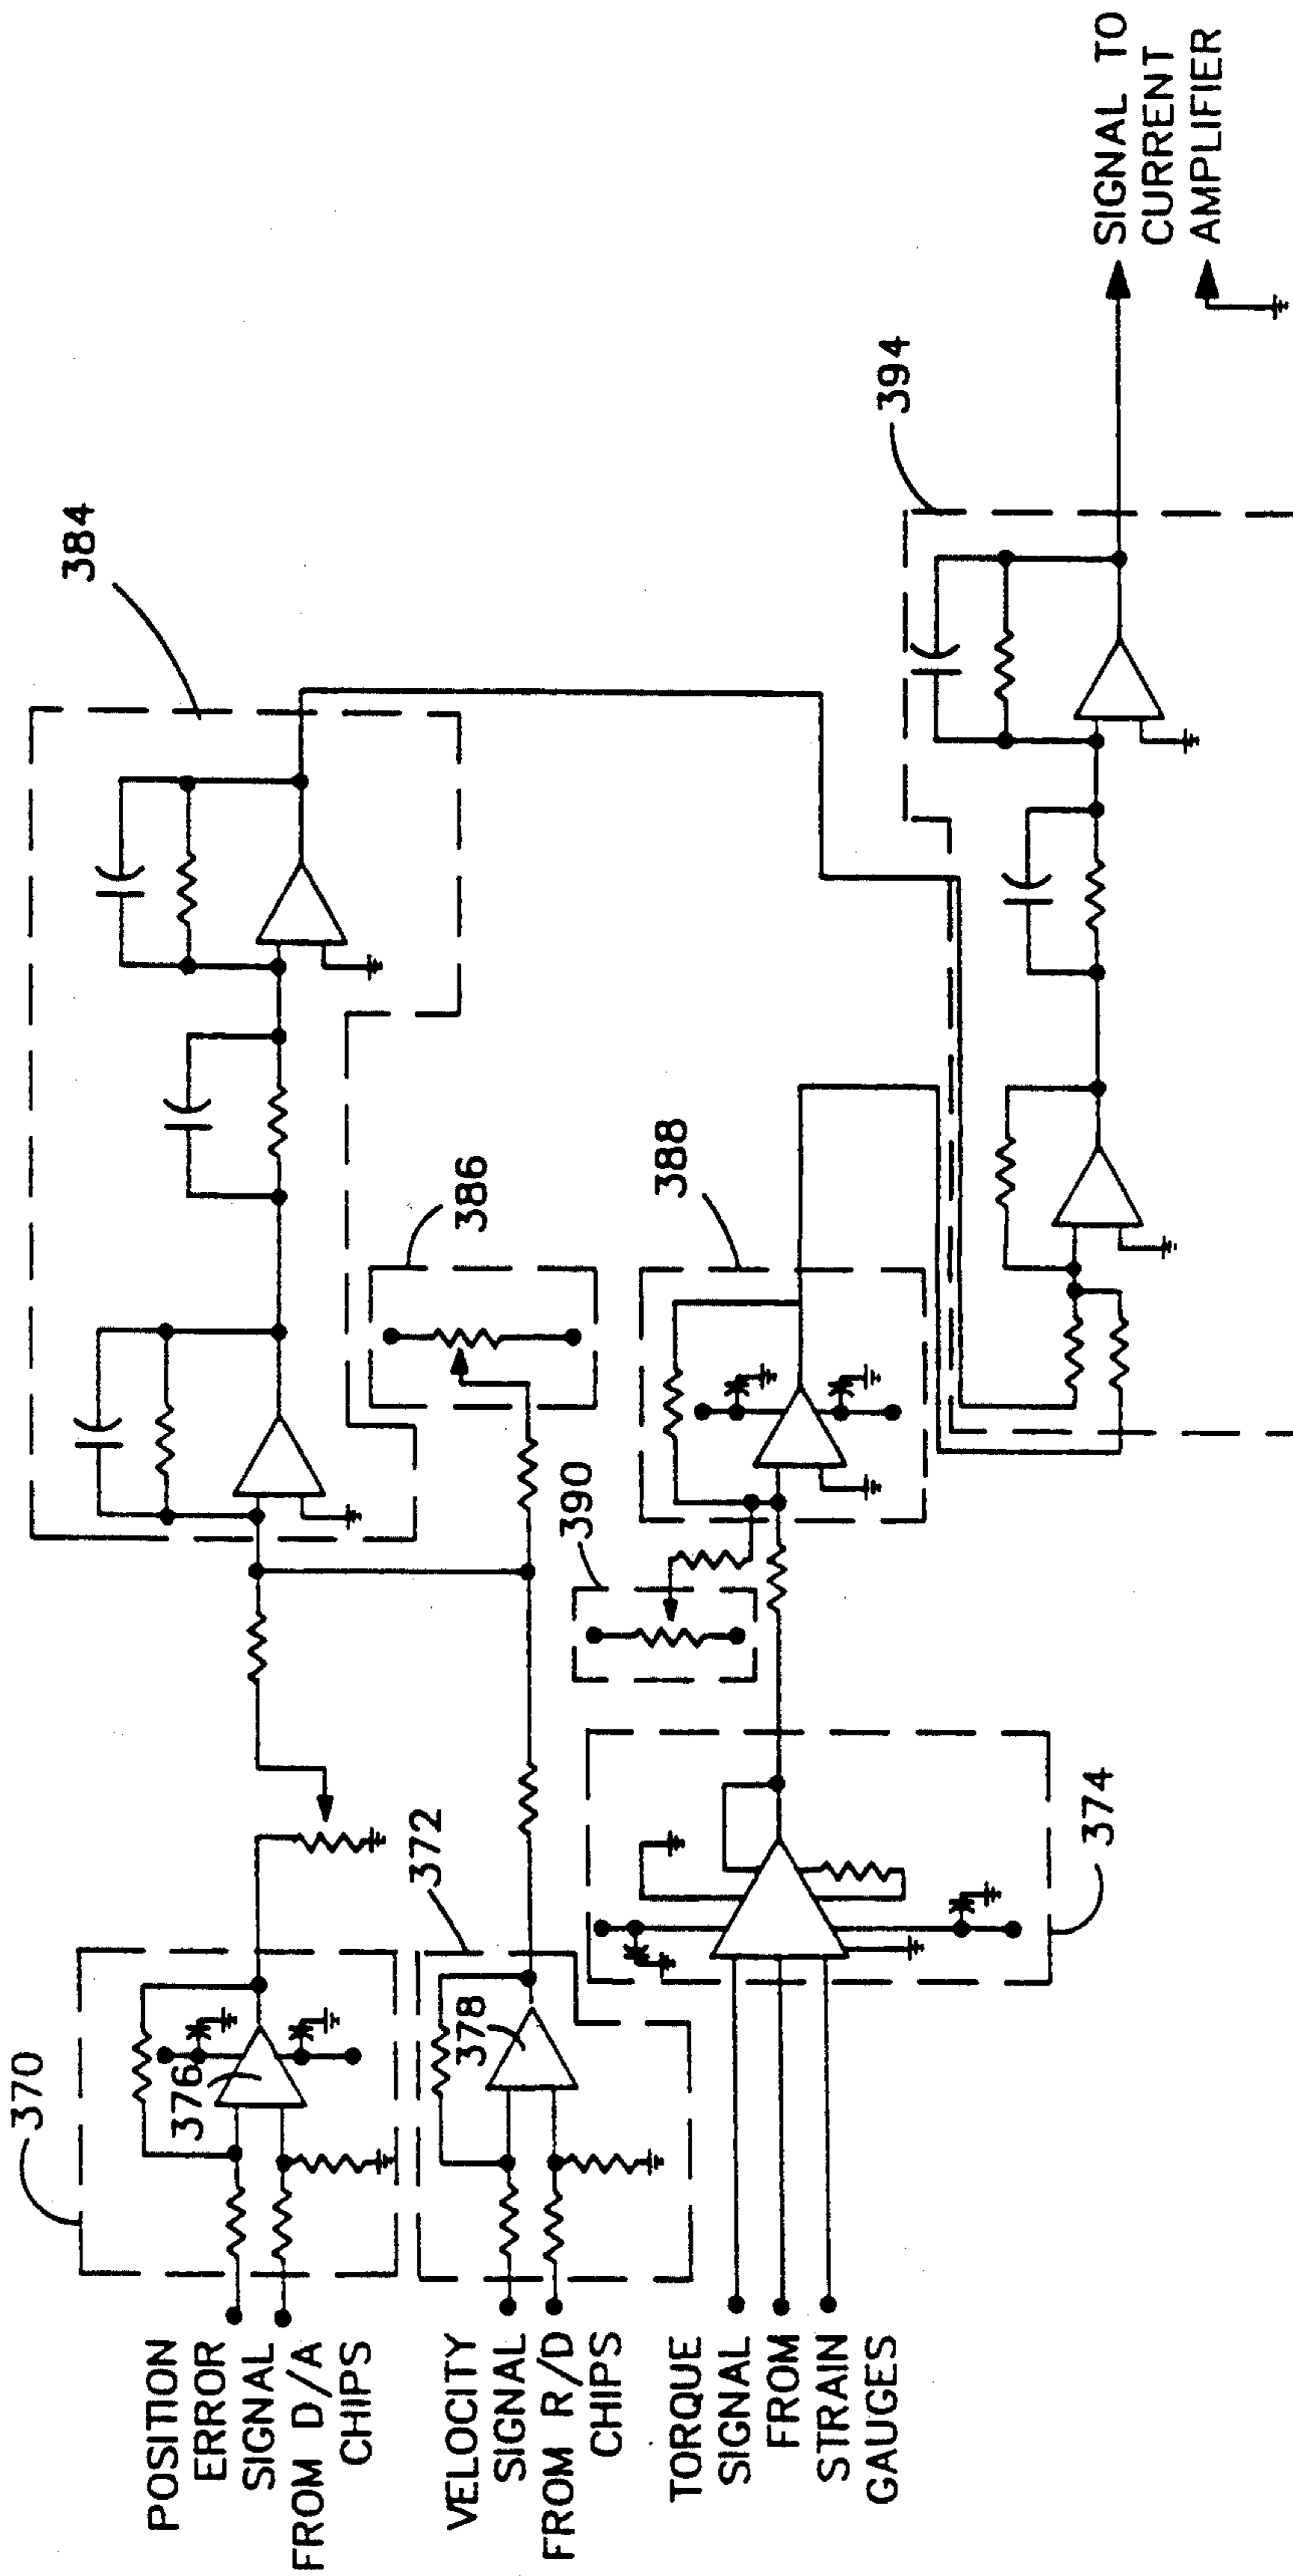 370
376
POSITION
ERROR
SIGNAL
FROM D/A
CHIPS
384
386
372
378
VELOCITY
SIGNAL
FROM R/D
CHIPS
390
388
374
TORQUE
SIGNAL
FROM
STRAIN
GAUGES
394
SIGNAL TO
CURRENT
AMPLIFIER